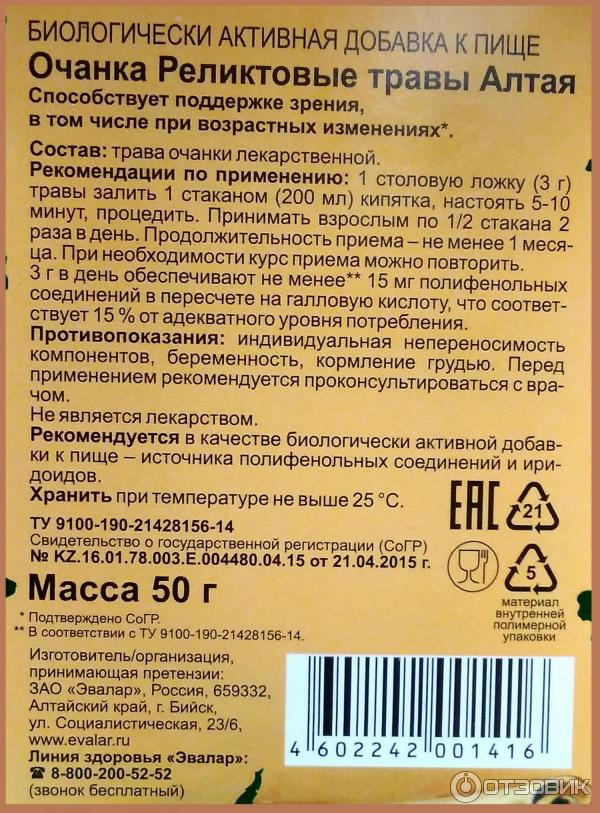 БИОЛОГИЧЕСКИ АКТИВНАЯ ДОБАВКА К ПИЩЕ
Очанка Реликтовые травы Алтая
Способствует поддержке зрения,
в том числе при возрастных изменениях*.
Состав: трава очанки лекарственной.
Рекомендации по применению: 1 столовую ложку (3 г)
травы залить 1 стаканом (200 мл) кипятка, настоять 5-10
минут, процедить. Принимать взрослым по 1/2 стакана 2
раза в день. Продолжительность приема – не менее 1 меся-
ца. При необходимости курс приема можно повторить.
3 г в день обеспечивают не менее** 15 мг полифенольных
соединений в пересчете на галловую кислоту, что соответ-
ствует 15 % от адекватного уровня потребления.
Противопоказания: индивидуальная непереносимость
компонентов, беременность, кормление грудью. Перед
применением рекомендуется проконсультироваться с вра-
чом.
Не является лекарством.
Рекомендуется в качестве биологически активной добав-
ки к пище – источника полифенольных соединений и ири-
доидов.
Хранить при температуре не выше 25 °С.
ТУ 9100-190-21428156-14
Свидетельство о государственной регистрации (СоГР)
№ KZ.16.01.78.003.Е.004480.04.15 от 21.04.2015 г.
Масса 50 г
* Подтверждено СоГР.
** В соответствии с ТУ 9100-190-21428156-14.
EAC
21
5
материал
внутренней
полимерной
упаковки
Изготовитель/организация,
принимающая претензии:
ЗАО «Эвалар», Россия, 659332,
Алтайский край, г. Бийск,
ул. Социалистическая, 23/6,
www.evalar.ru
Линия здоровья «Эвалар»:
☎ 8-800-200-52-52
(звонок бесплатный)
4 602242 001416
ОТЗОВИК